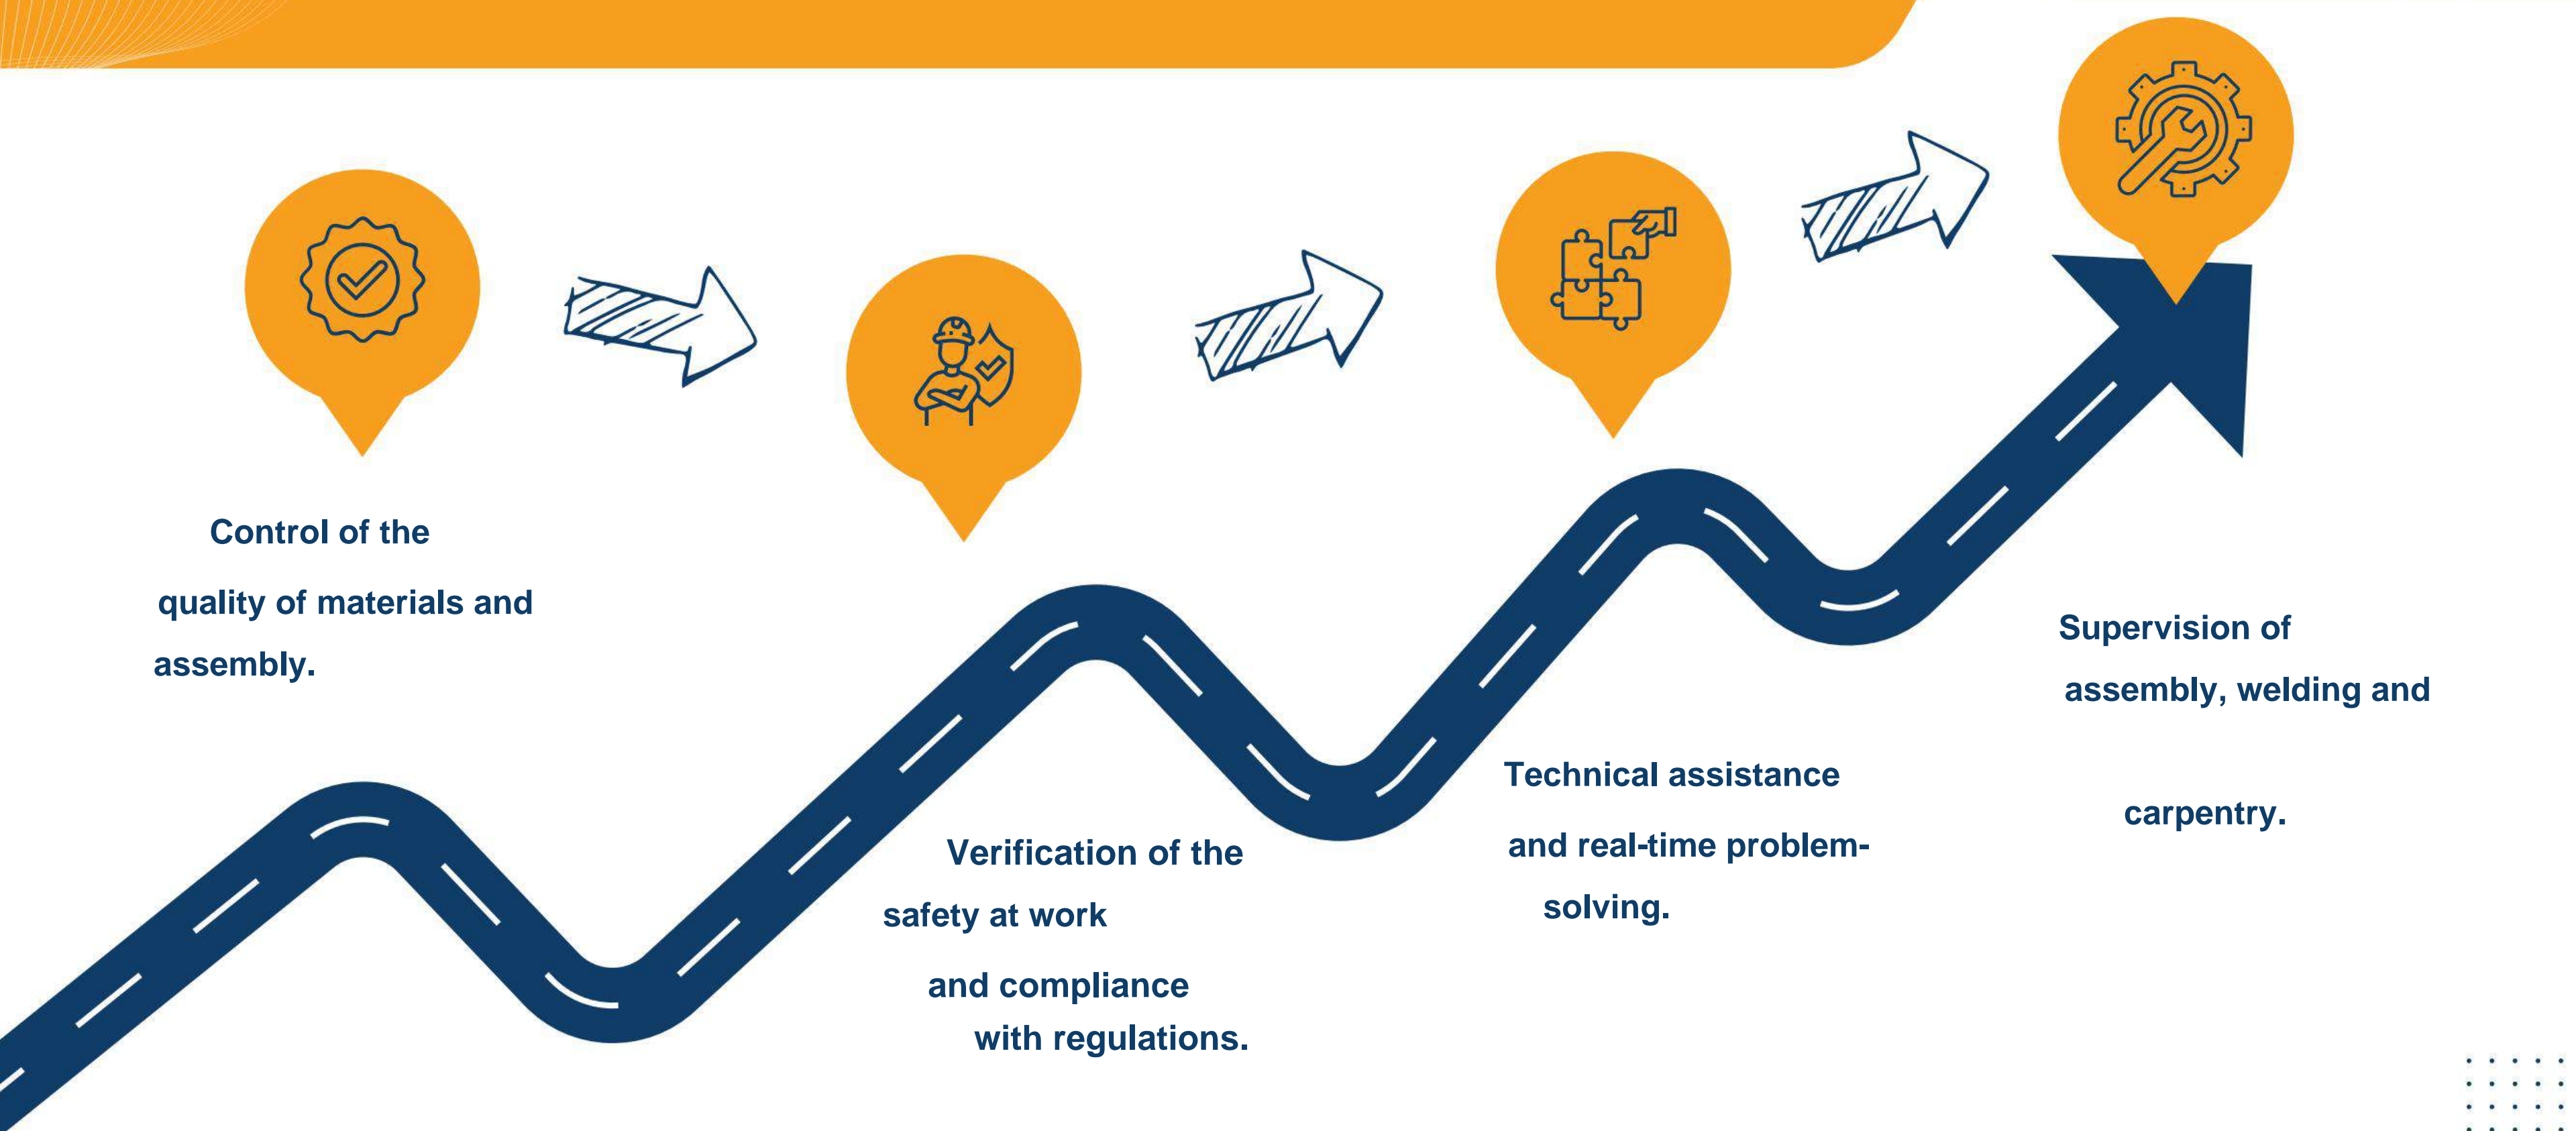 Control of the
quality of materials and
assembly.
Verification of the
safety at work
and compliance
with regulations.
Technical assistance
and real-time problem-
solving.
Supervision of
assembly, welding and
carpentry.